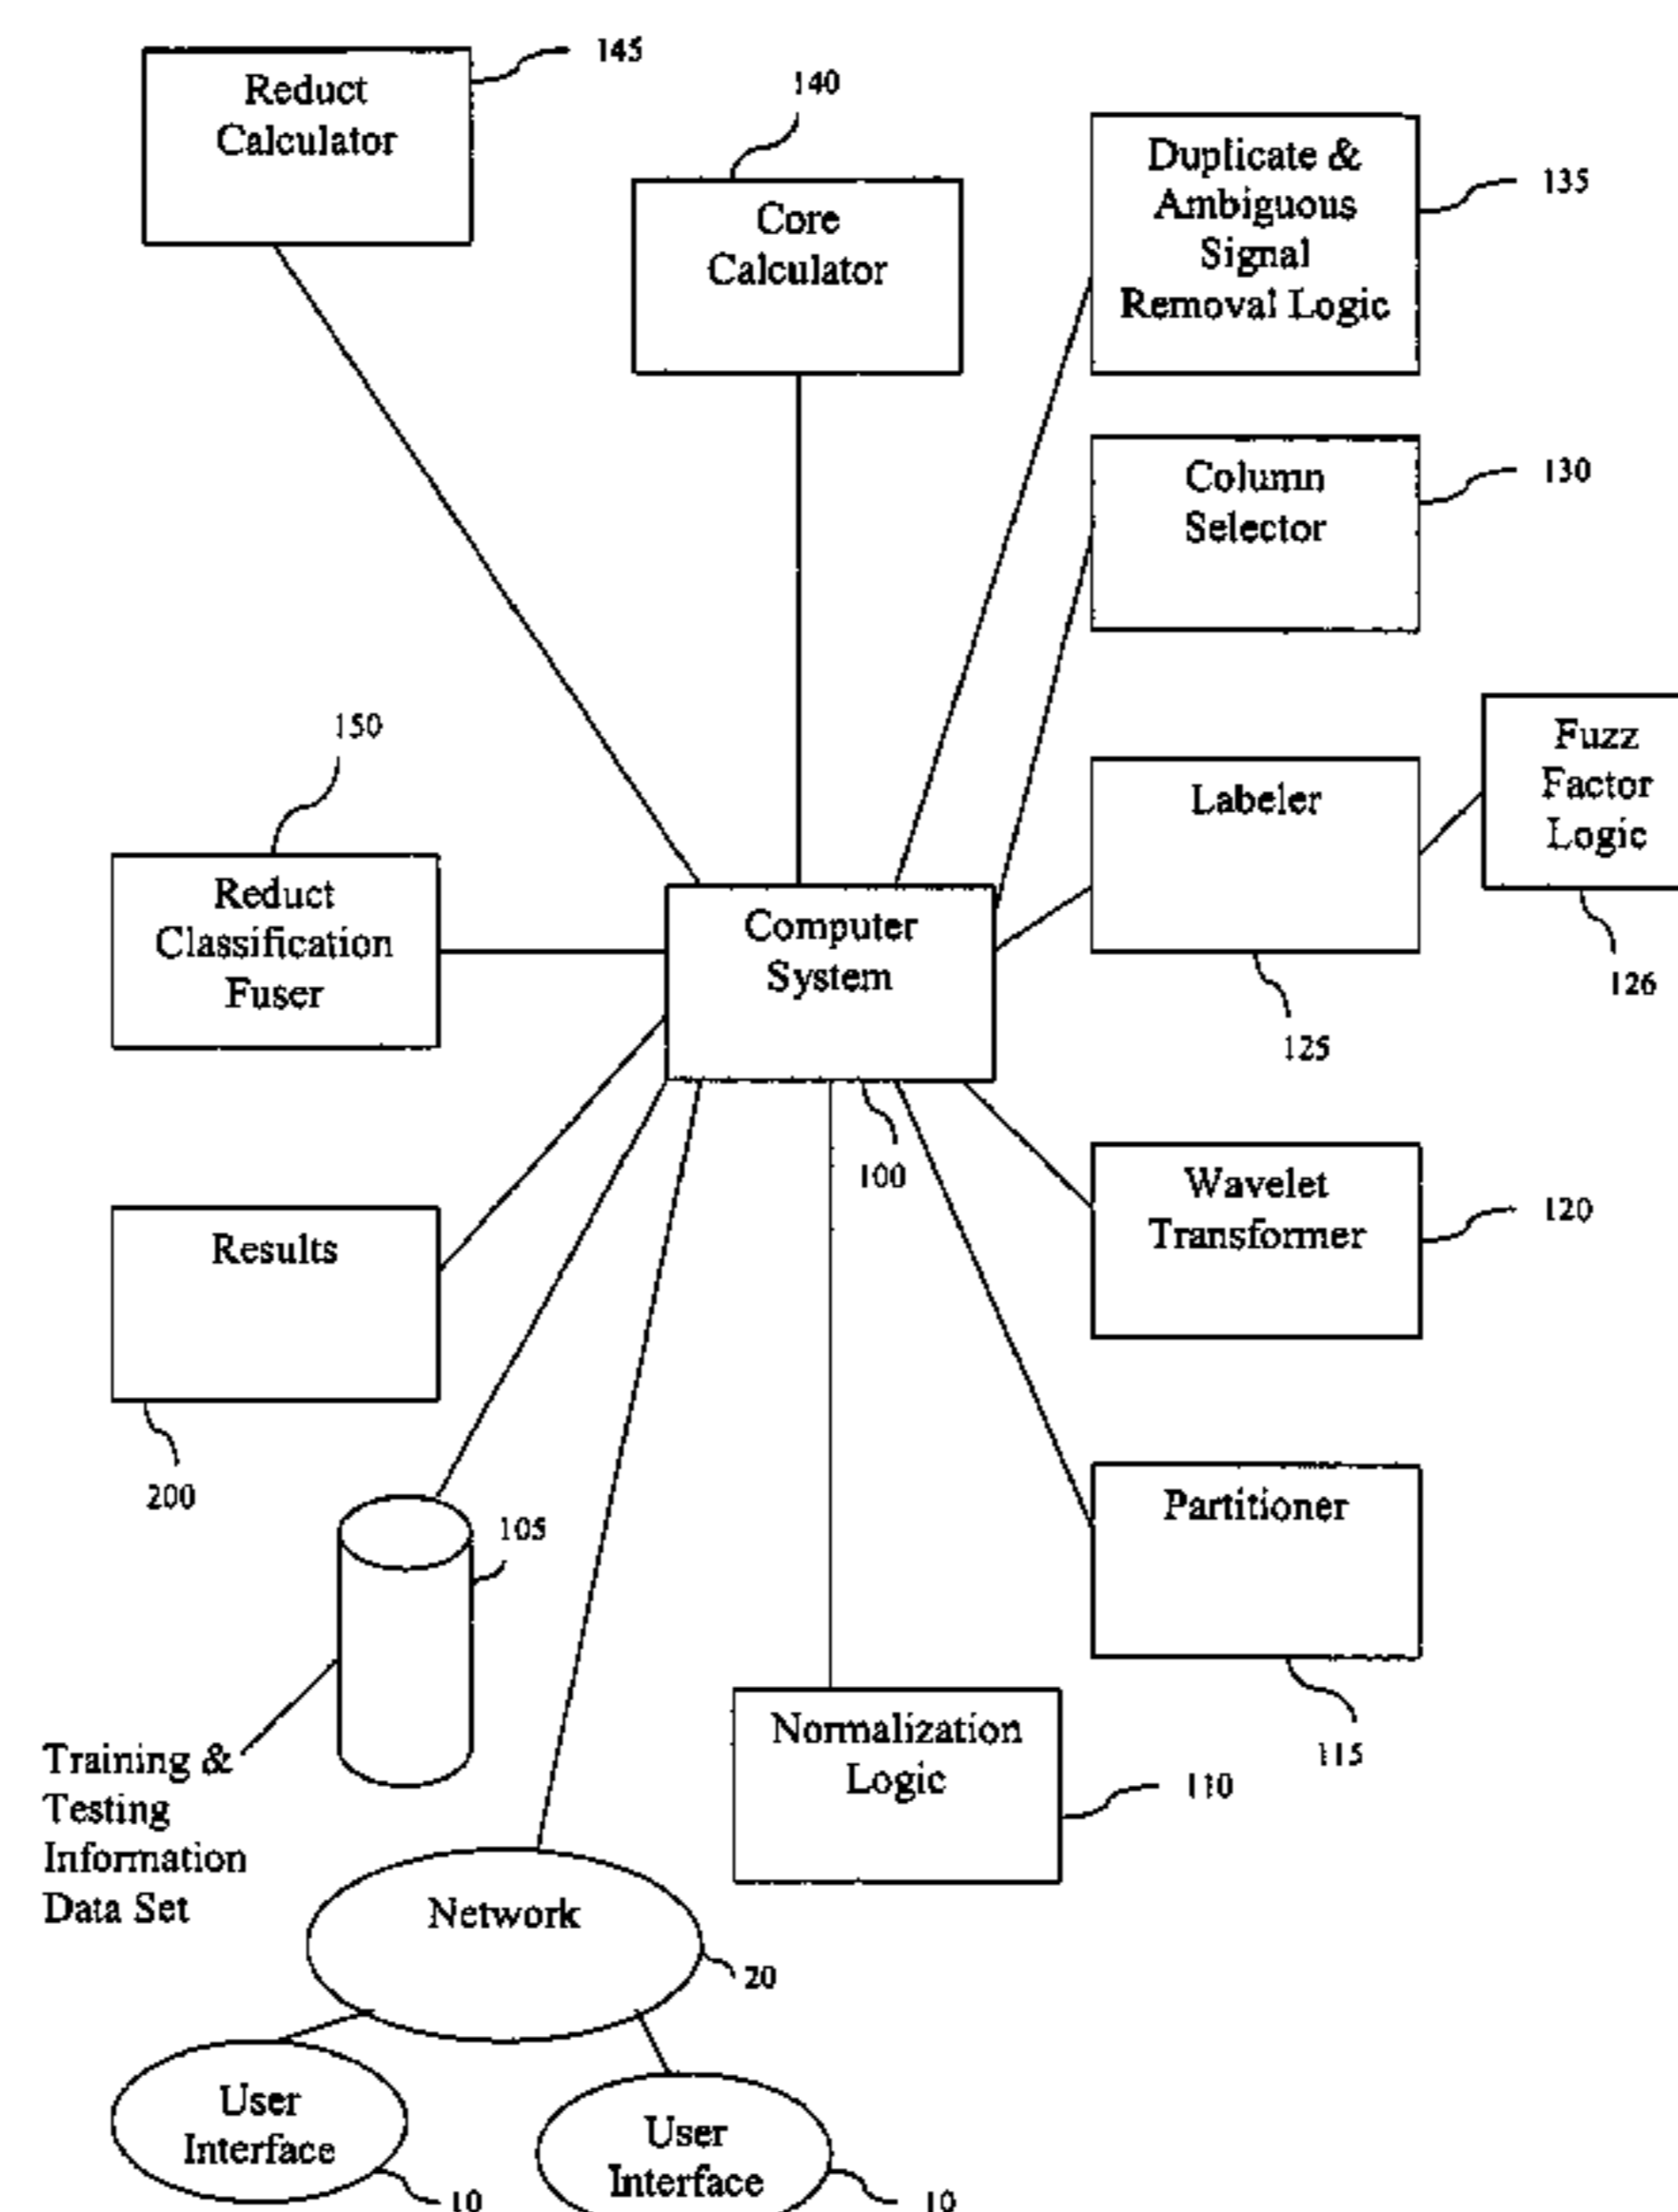 145
Reduct
Calculator
140
Core
Calculator
Duplicate &
Ambiguous
Signal
Removal Logic
135
Column
Selector
130
Fuzz
Factor
Logic
126
Labeler
125
150
Reduct
Classification
Fuser
Computer
System
100
Wavelet
Transformer
120
Results
200
105
Partitioner
115
Training &
Testing
Information
Data Set
Normalization
Logic
110
Network
20
User
Interface
10
User
Interface
10